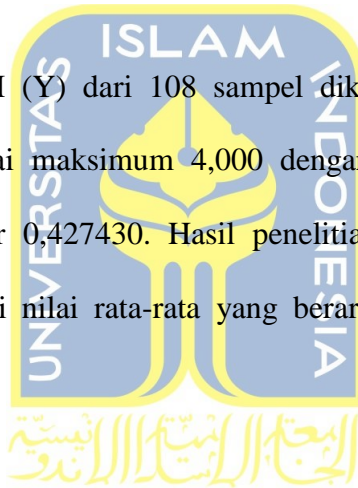 ISLAM
UNIVERSITAS
INDONESIA
I (Y) dari 108 sampel dik
ai maksimum 4,000 dengan
r 0,427430. Hasil penelitia
i nilai rata-rata yang berar